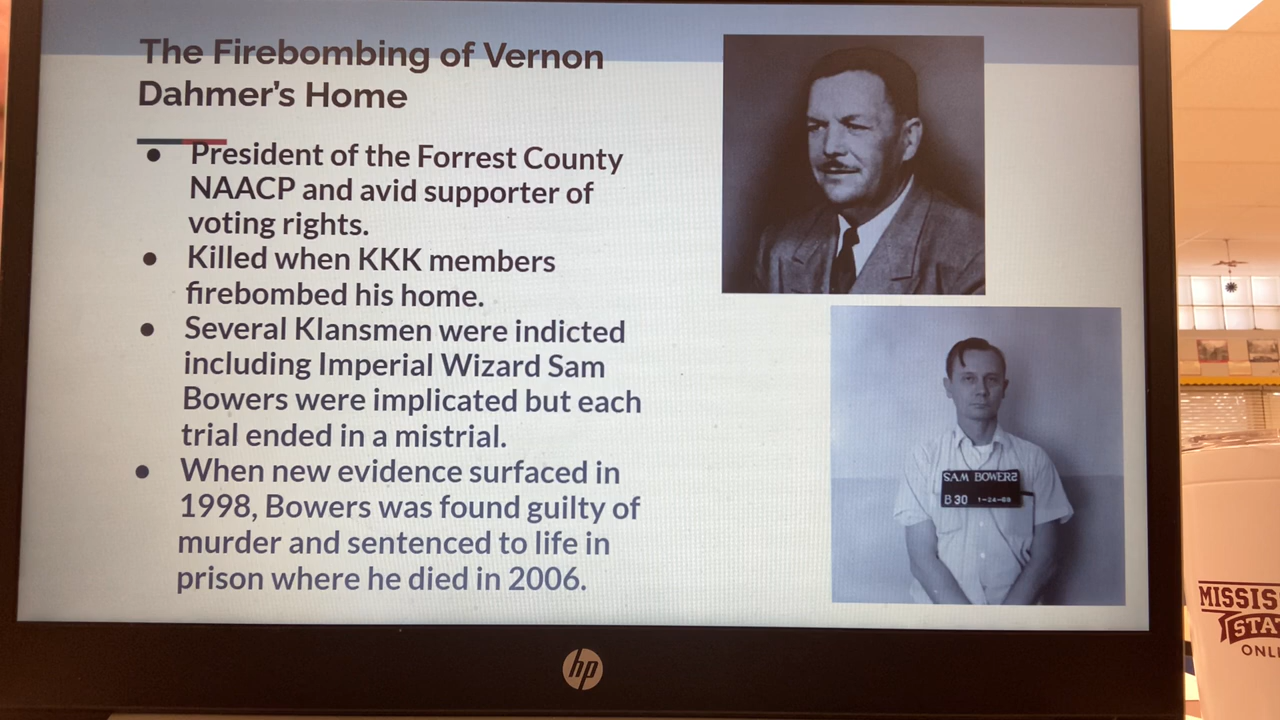 The Firebombing of Vernon
Dahmer's Home
● President of the Forrest County
NAACP and avid supporter of
voting rights.
● Killed when KKK members
firebombed his home.
● Several Klansmen were indicted
including Imperial Wizard Sam
Bowers were implicated but each
trial ended in a mistrial.
● When new evidence surfaced in
1998, Bowers was found guilty of
murder and sentenced to life in
prison where he died in 2006.
SAM BOWERS
B 30 1-24-68
hp
MISSIS
STA
ONL